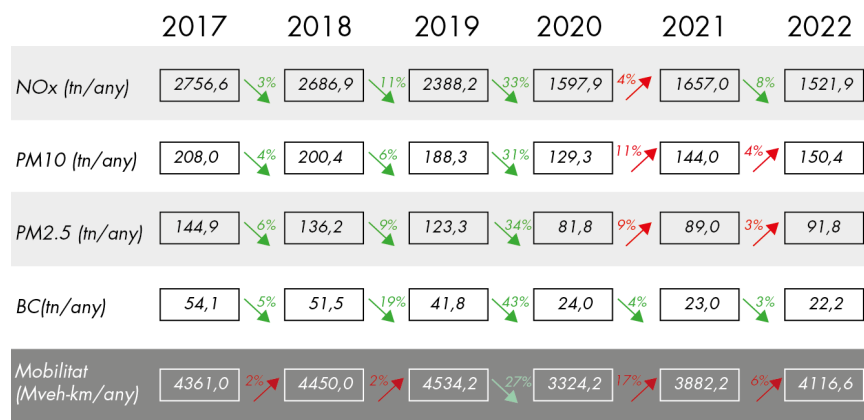 2017 2018 2019 2020 2021 2022
NOx (tn/any) 2756,6 3% 2686,9 11% 2388,2 33% 1597,9 4% 1657,0 8% 1521,9
PM10 (tn/any) 208,0 4% 200,4 6% 188,3 31% 129,3 11% 144,0 4% 150,4
PM2.5 (tn/any) 144,9 6% 136,2 9% 123,3 34% 81,8 9% 89,0 3% 91,8
BC(tn/any) 54,1 5% 51,5 19% 41,8 43% 24,0 4% 23,0 3% 22,2
Mobilitat
(Mveh-km/any) 4361,0 2% 4450,0 2% 4534,2 27% 3324,2 17% 3882,2 6% 4116,6